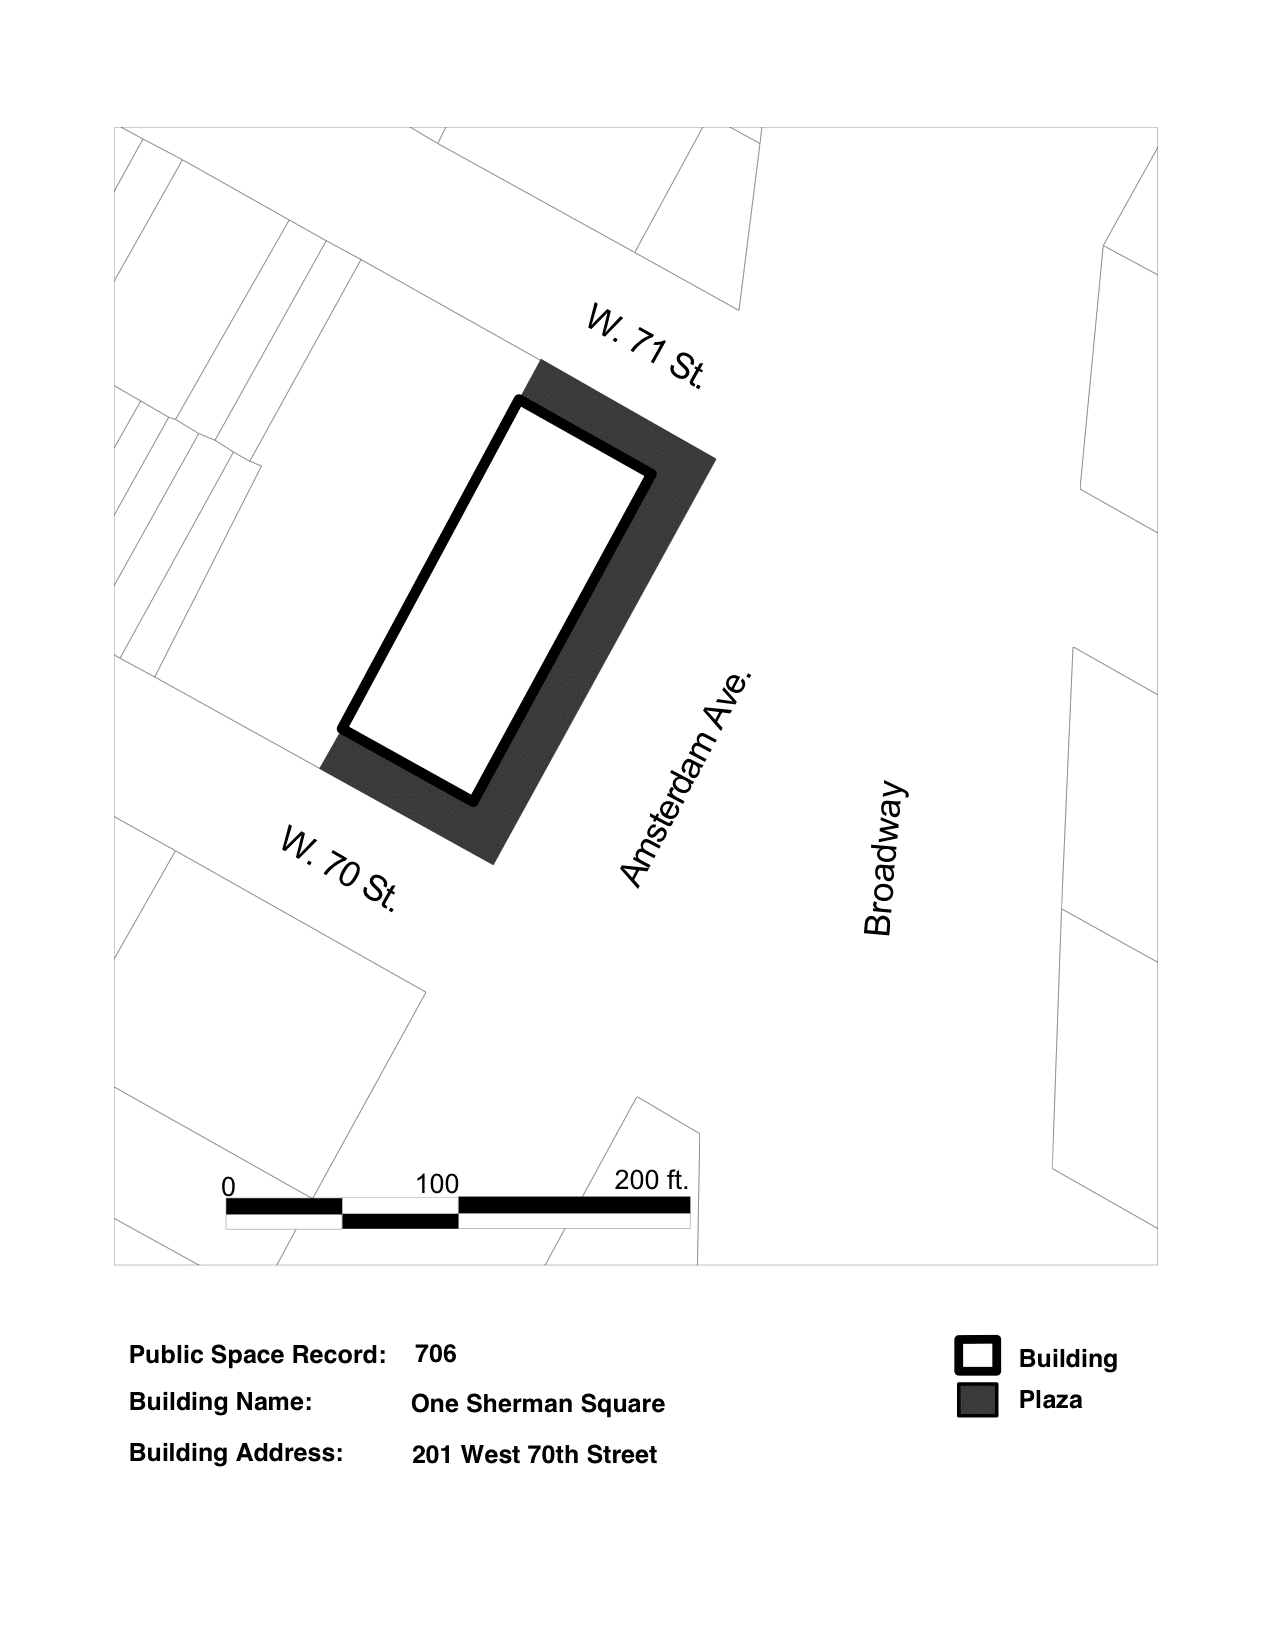 W. 71 St.
Amsterdam Ave.
Broadway
W. 70 St.
0 100 200 ft.
Public Space Record: 706
Building Name: One Sherman Square
Building Address: 201 West 70th Street
Building
Plaza